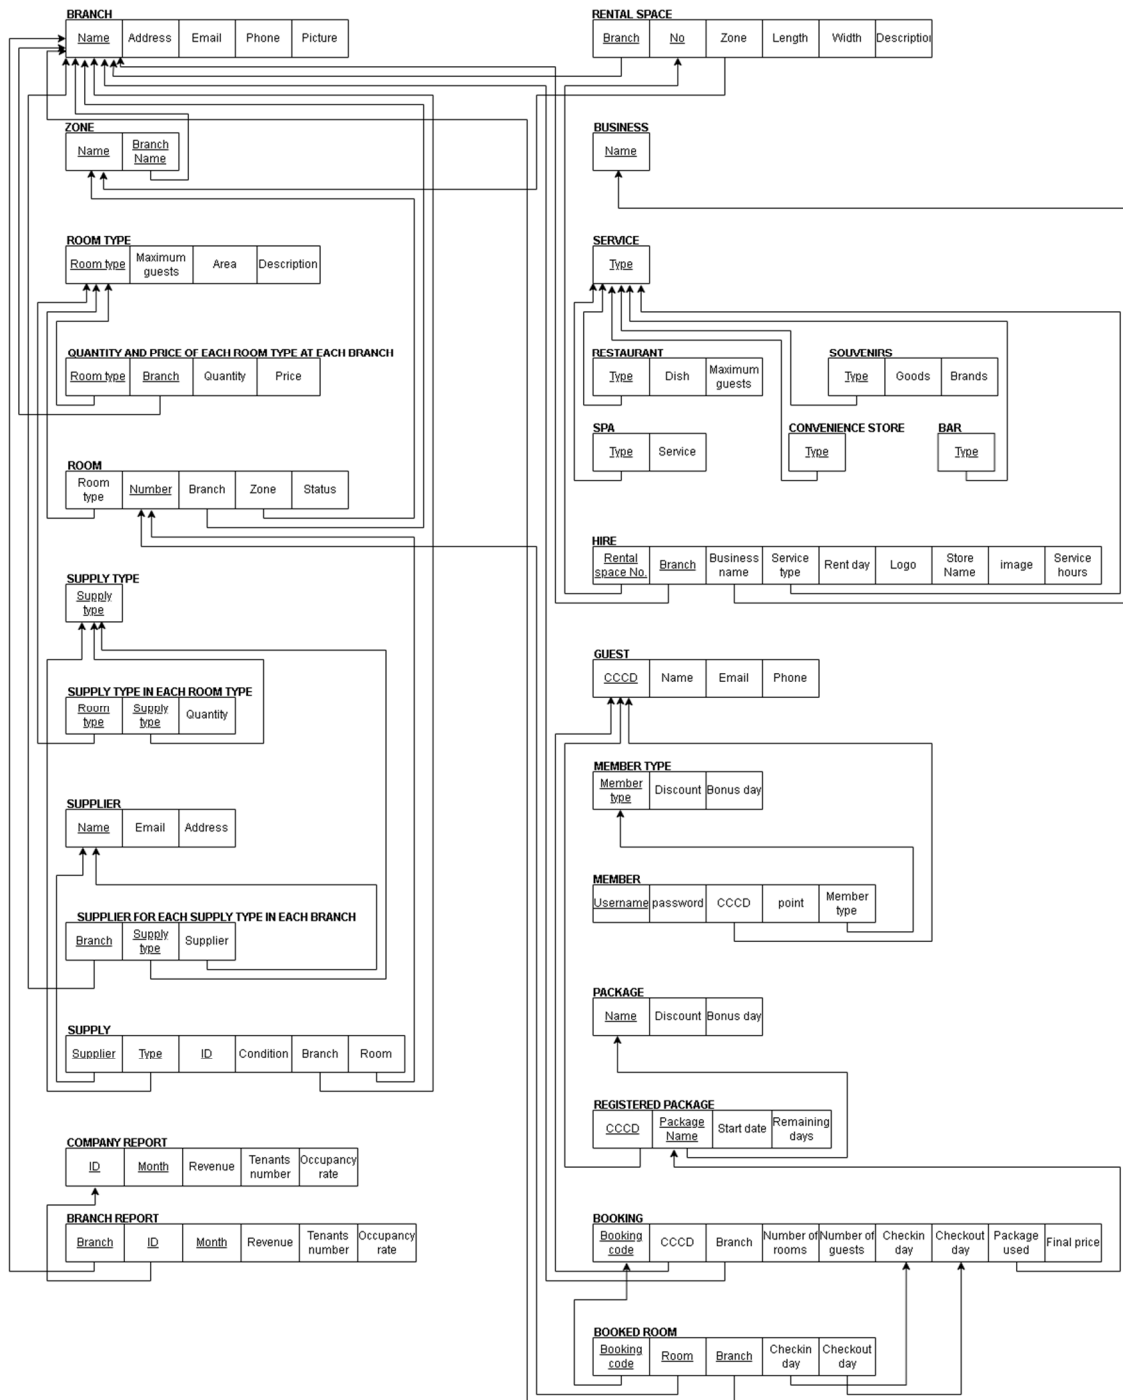 BRANCH
Name Address Email Phone Picture
ZONE
Name Branch
Name
ROOM TYPE
Room type Maximum
guests Area Description
QUANTITY AND PRICE OF EACH ROOM TYPE AT EACH BRANCH
Room type Branch Quantity Price
ROOM
Room
type Number Branch Zone Status
SUPPLY TYPE
Supply
type
SUPPLY TYPE IN EACH ROOM TYPE
Room
type Supply
type Quantity
SUPPLIER
Name Email Address
SUPPLIER FOR EACH SUPPLY TYPE IN EACH BRANCH
Branch Supply
type Supplier
SUPPLY
Supplier Type ID Condition Branch Room
COMPANY REPORT
ID Month Revenue Tenants
number Occupancy
rate
BRANCH REPORT
Branch ID Month Revenue Tenants
number Occupancy
rate
RENTAL SPACE
Branch No Zone Length Width Description
BUSINESS
Name
SERVICE
Type
RESTAURANT
Type Dish Maximum
guests
SOUVENIRS
Type Goods Brands
SPA
Type Service
CONVENIENCE STORE
Type
BAR
Type
HIRE
Rental
space No. Branch Business
name Service
type Rent day Logo Store
Name image Service
hours
GUEST
CCCD Name Email Phone
MEMBER TYPE
Member
type Discount Bonus day
MEMBER
Username password CCCD point Member
type
PACKAGE
Name Discount Bonus day
REGISTERED PACKAGE
CCCD Package
Name Start date Remaining
days
BOOKING
Booking
code CCCD Branch Number of
rooms Number of
guests Checkin
day Checkout
day Package
used Final price
BOOKED ROOM
Booking
code Room Branch Checkin
day Checkout
day